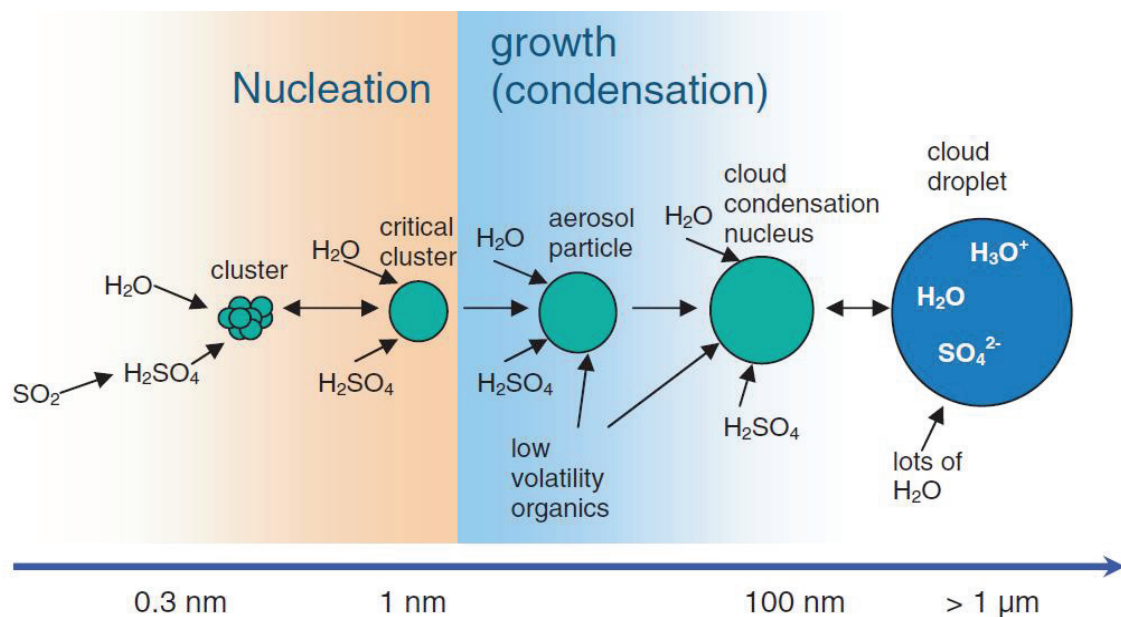 Nucleation
growth
(condensation)
SO₂
H₂O
H₂SO₄
cluster
H₂O
H₂SO₄
critical
cluster
H₂O
H₂SO₄
aerosol
particle
low
volatility
organics
H₂O
H₂SO₄
cloud
condensation
nucleus
cloud
droplet
H₃O⁺
H₂O
SO₄²⁻
lots of
H₂O
0.3 nm
1 nm
100 nm
> 1 µm